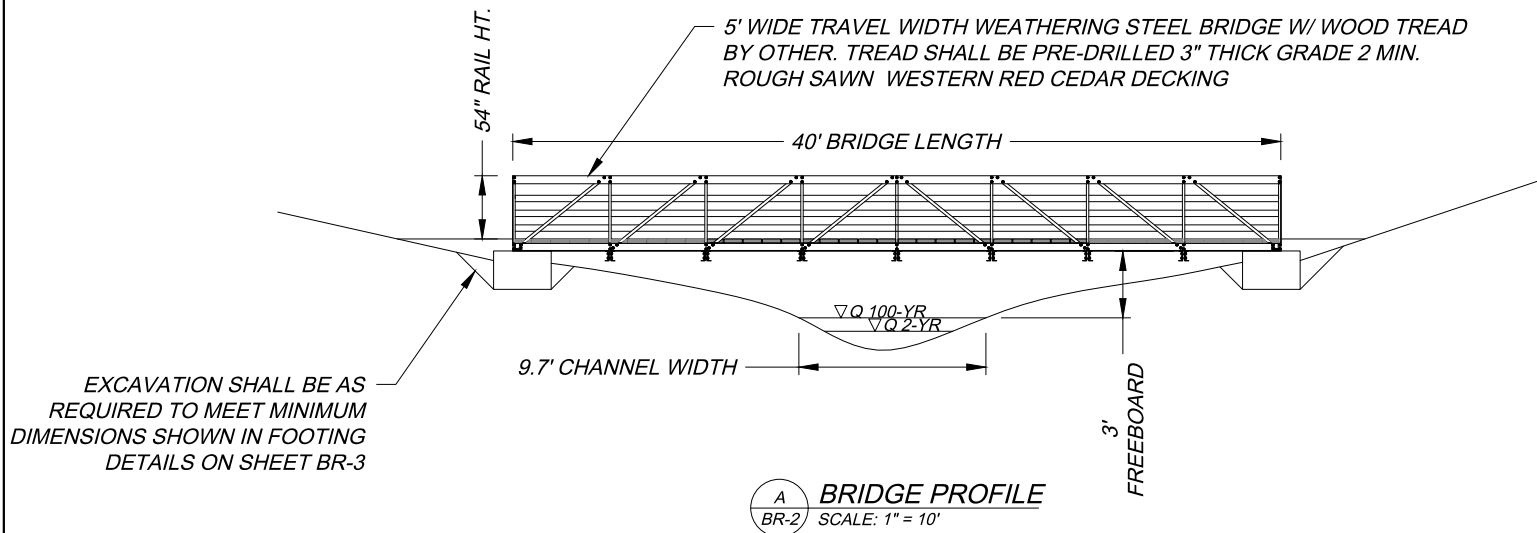 5' WIDE TRAVEL WIDTH WEATHERING STEEL BRIDGE W/ WOOD TREAD
BY OTHER. TREAD SHALL BE PRE-DRILLED 3" THICK GRADE 2 MIN.
ROUGH SAWN WESTERN RED CEDAR DECKING
54" RAIL HT.
40' BRIDGE LENGTH
Q 100-YR
Q 2-YR
9.7' CHANNEL WIDTH
3'
FREEBOARD
EXCAVATION SHALL BE AS
REQUIRED TO MEET MINIMUM
DIMENSIONS SHOWN IN FOOTING
DETAILS ON SHEET BR-3
A
BR-2
BRIDGE PROFILE
SCALE: 1" = 10'